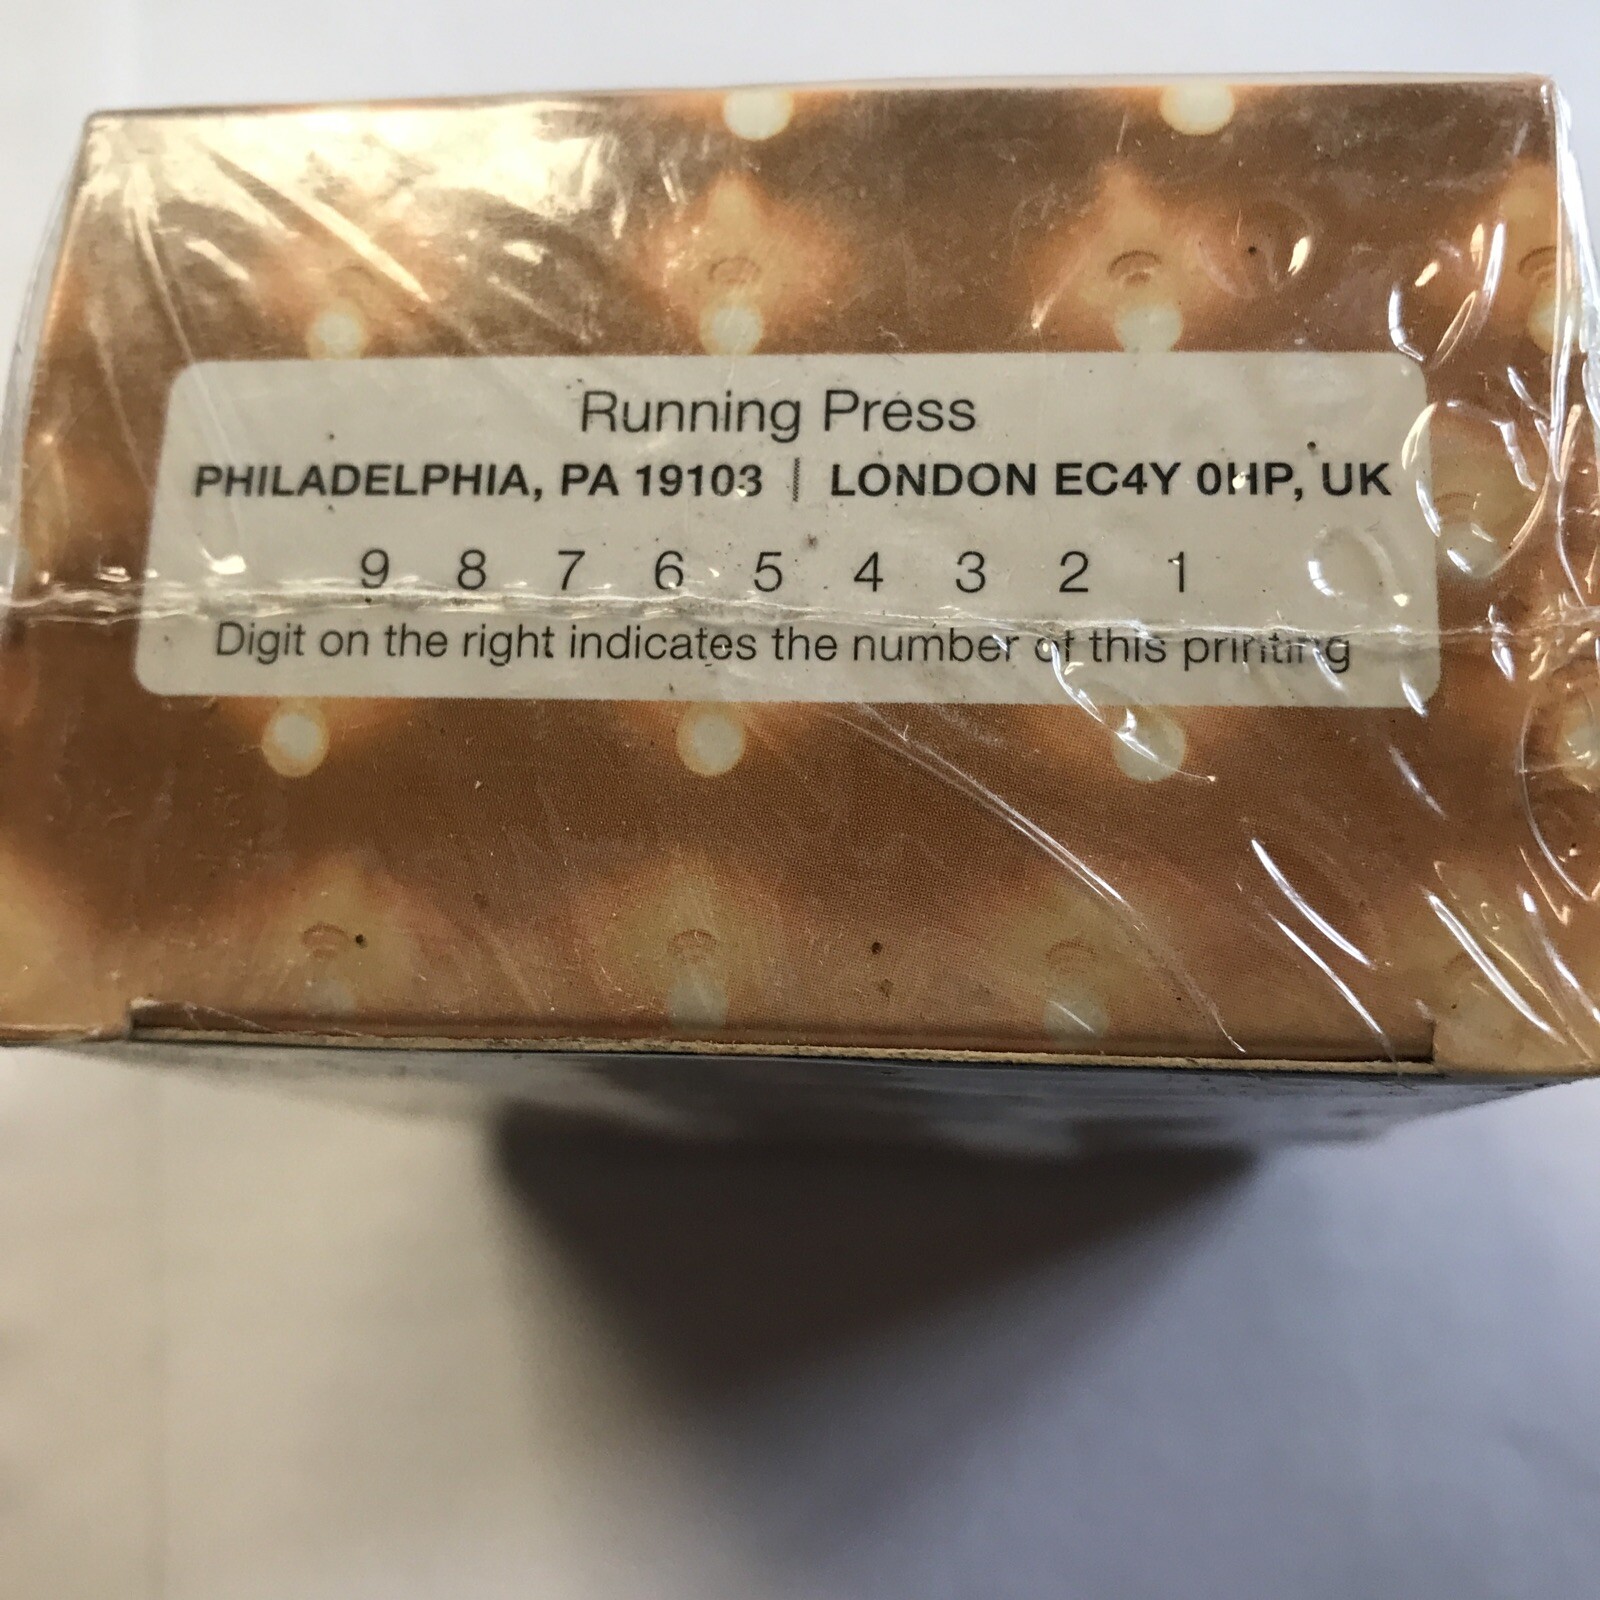 Running Press
PHILADELPHIA, PA 19103 | LONDON EC4Y 0HP, UK
9 8 7 6 5 4 3 2 1
Digit on the right indicates the number of this printing